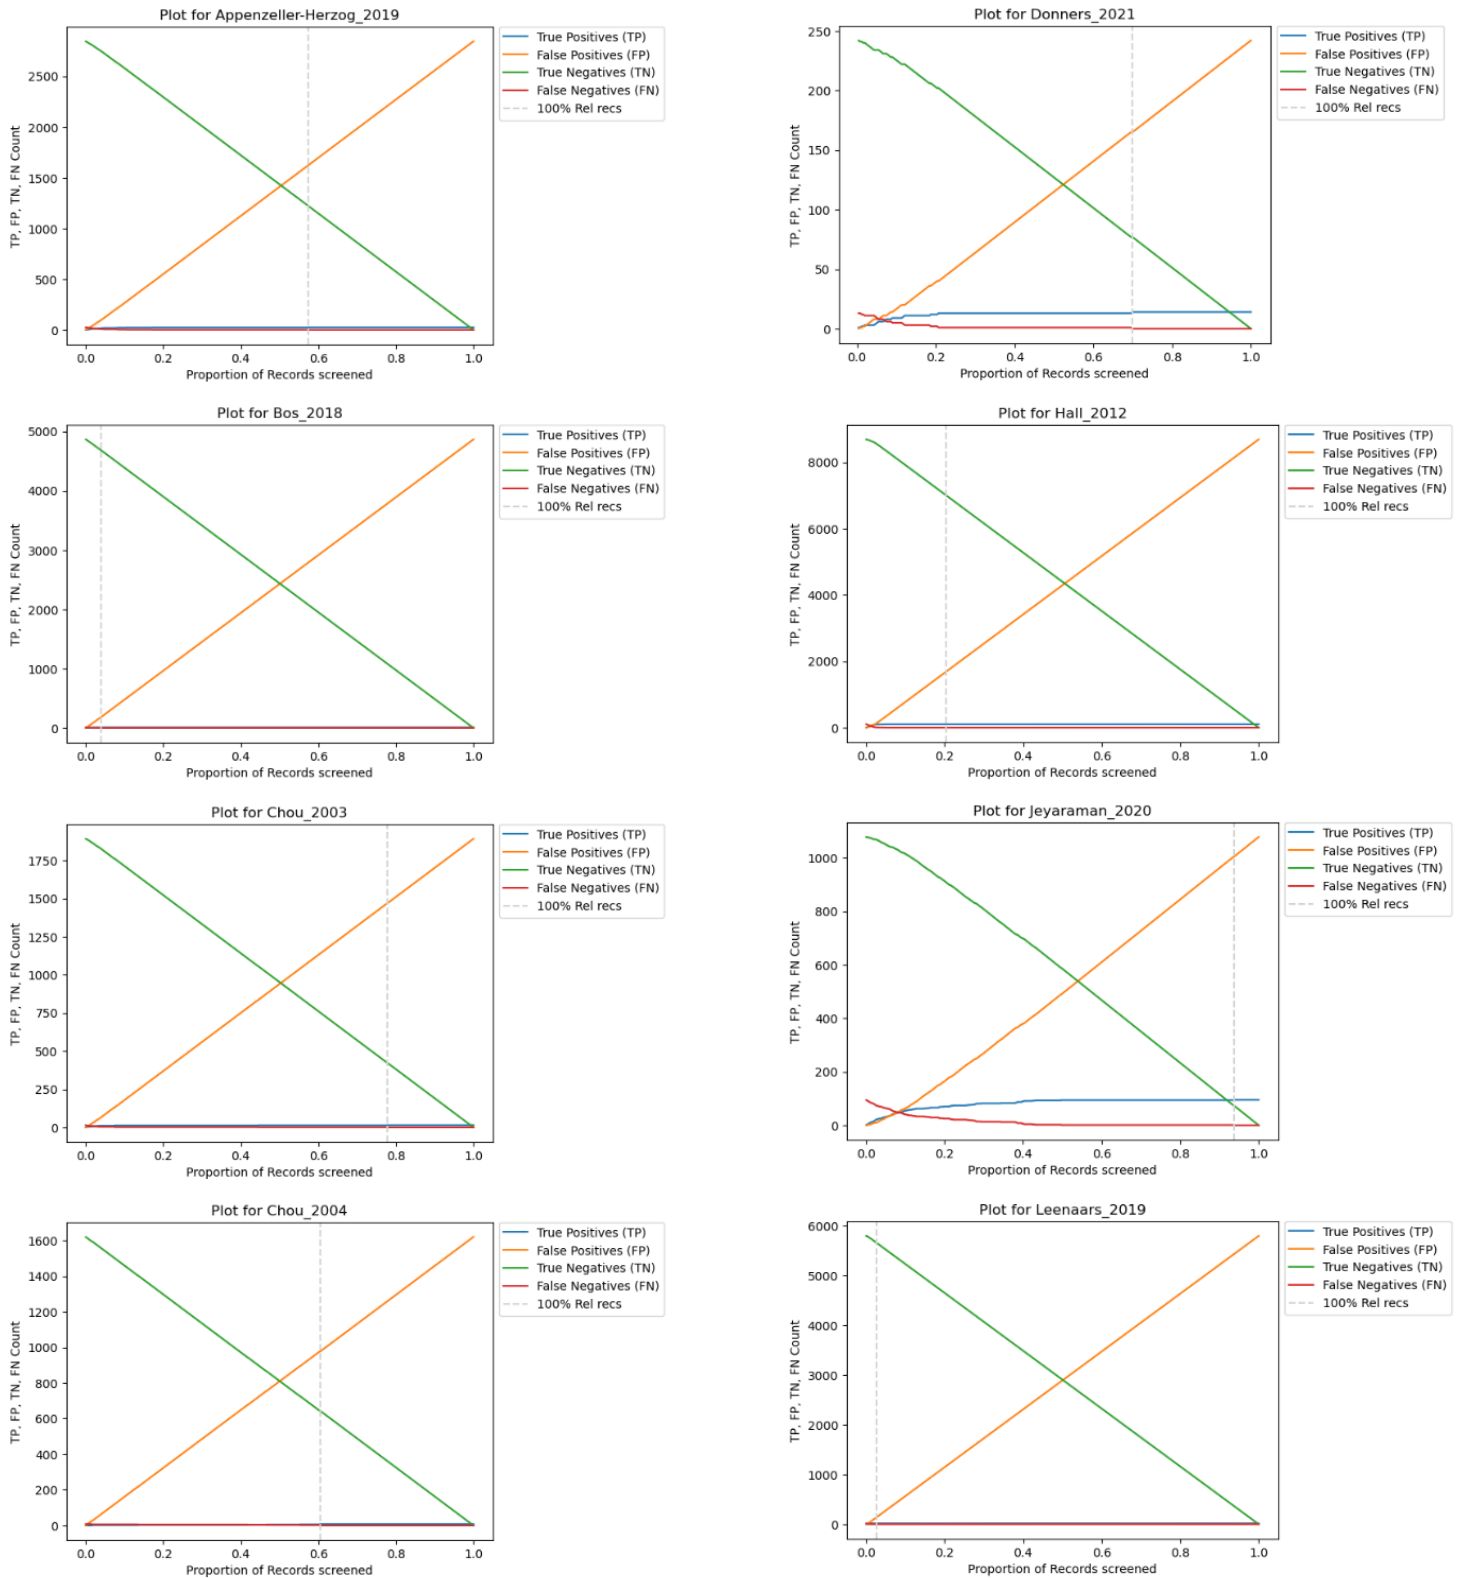 Plot for Appenzeller-Herzog_2019
TP, FP, TN, FN Count
2500
2000
1500
1000
500
0
0.0 0.2 0.4 0.6 0.8 1.0
Proportion of Records screened
True Positives (TP)
False Positives (FP)
True Negatives (TN)
False Negatives (FN)
100% Rel recs
Plot for Donners_2021
TP, FP, TN, FN Count
250
200
150
100
50
0
0.0 0.2 0.4 0.6 0.8 1.0
Proportion of Records screened
True Positives (TP)
False Positives (FP)
True Negatives (TN)
False Negatives (FN)
100% Rel recs
Plot for Bos_2018
TP, FP, TN, FN Count
5000
4000
3000
2000
1000
0
0.0 0.2 0.4 0.6 0.8 1.0
Proportion of Records screened
True Positives (TP)
False Positives (FP)
True Negatives (TN)
False Negatives (FN)
100% Rel recs
Plot for Hall_2012
TP, FP, TN, FN Count
8000
6000
4000
2000
0
0.0 0.2 0.4 0.6 0.8 1.0
Proportion of Records screened
True Positives (TP)
False Positives (FP)
True Negatives (TN)
False Negatives (FN)
100% Rel recs
Plot for Chou_2003
TP, FP, TN, FN Count
1750
1500
1250
1000
750
500
250
0
0.0 0.2 0.4 0.6 0.8 1.0
Proportion of Records screened
True Positives (TP)
False Positives (FP)
True Negatives (TN)
False Negatives (FN)
100% Rel recs
Plot for Jeyaraman_2020
TP, FP, TN, FN Count
1000
800
600
400
200
0
0.0 0.2 0.4 0.6 0.8 1.0
Proportion of Records screened
True Positives (TP)
False Positives (FP)
True Negatives (TN)
False Negatives (FN)
100% Rel recs
Plot for Chou_2004
TP, FP, TN, FN Count
1600
1400
1200
1000
800
600
400
200
0
0.0 0.2 0.4 0.6 0.8 1.0
Proportion of Records screened
True Positives (TP)
False Positives (FP)
True Negatives (TN)
False Negatives (FN)
100% Rel recs
Plot for Leenaars_2019
TP, FP, TN, FN Count
6000
5000
4000
3000
2000
1000
0
0.0 0.2 0.4 0.6 0.8 1.0
Proportion of Records screened
True Positives (TP)
False Positives (FP)
True Negatives (TN)
False Negatives (FN)
100% Rel recs